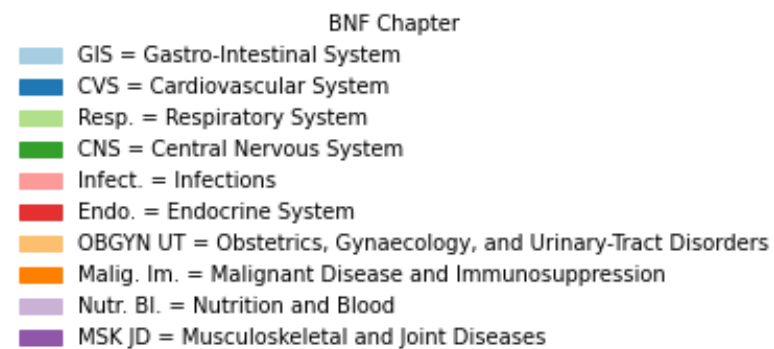 BNF Chapter
GIS = Gastro-Intestinal System
CVS = Cardiovascular System
Resp. = Respiratory System
CNS = Central Nervous System
Infect. = Infections
Endo. = Endocrine System
OBGYN UT = Obstetrics, Gynaecology, and Urinary-Tract Disorders
Malig. Im. = Malignant Disease and Immunosuppression
Nutr. Bl. = Nutrition and Blood
MSK JD = Musculoskeletal and Joint Diseases